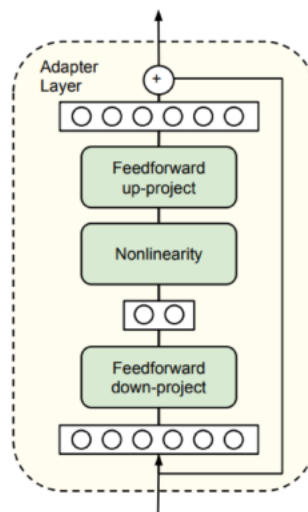 Adapter
Layer
+
Feedforward
up-project
Nonlinearity
Feedforward
down-project